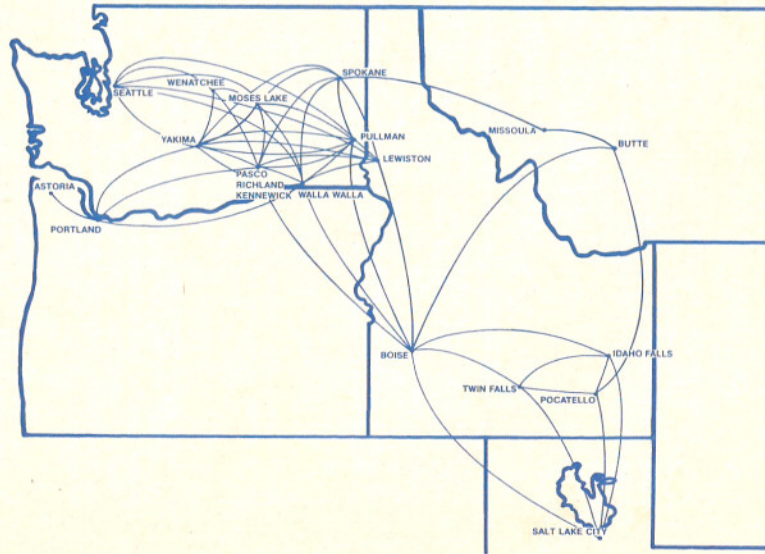 SPOKANE
WENATCHEE
SEATTLE
MOSES LAKE
YAKIMA
PULLMAN
LEWISTON
MISSOULA
BUTTE
PASCO
RICHLAND
KENNEWICK
WALLA WALLA
ASTORIA
PORTLAND
BOISE
IDAHO FALLS
TWIN FALLS
POCATELLO
SALT LAKE CITY